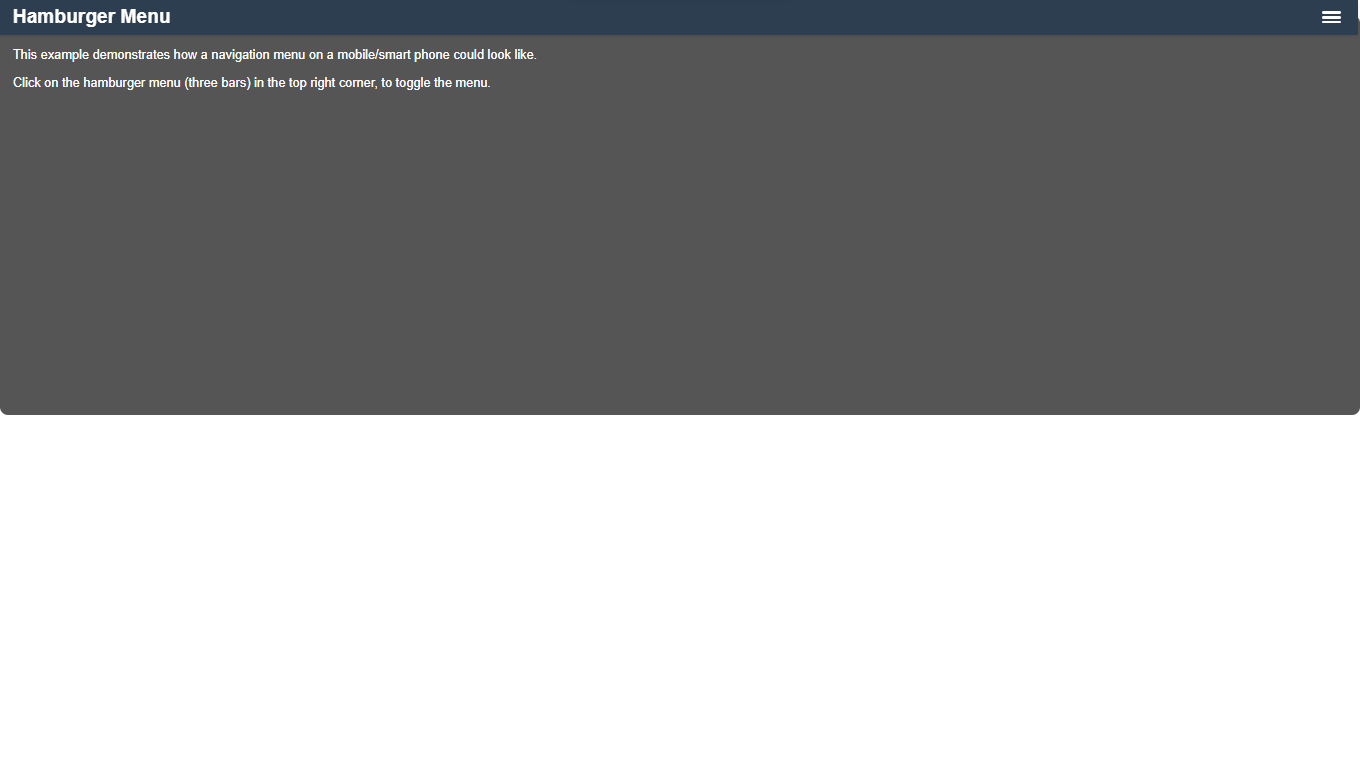 Hamburger Menu
This example demonstrates how a navigation menu on a mobile/smart phone could look like.
Click on the hamburger menu (three bars) in the top right corner, to toggle the menu.